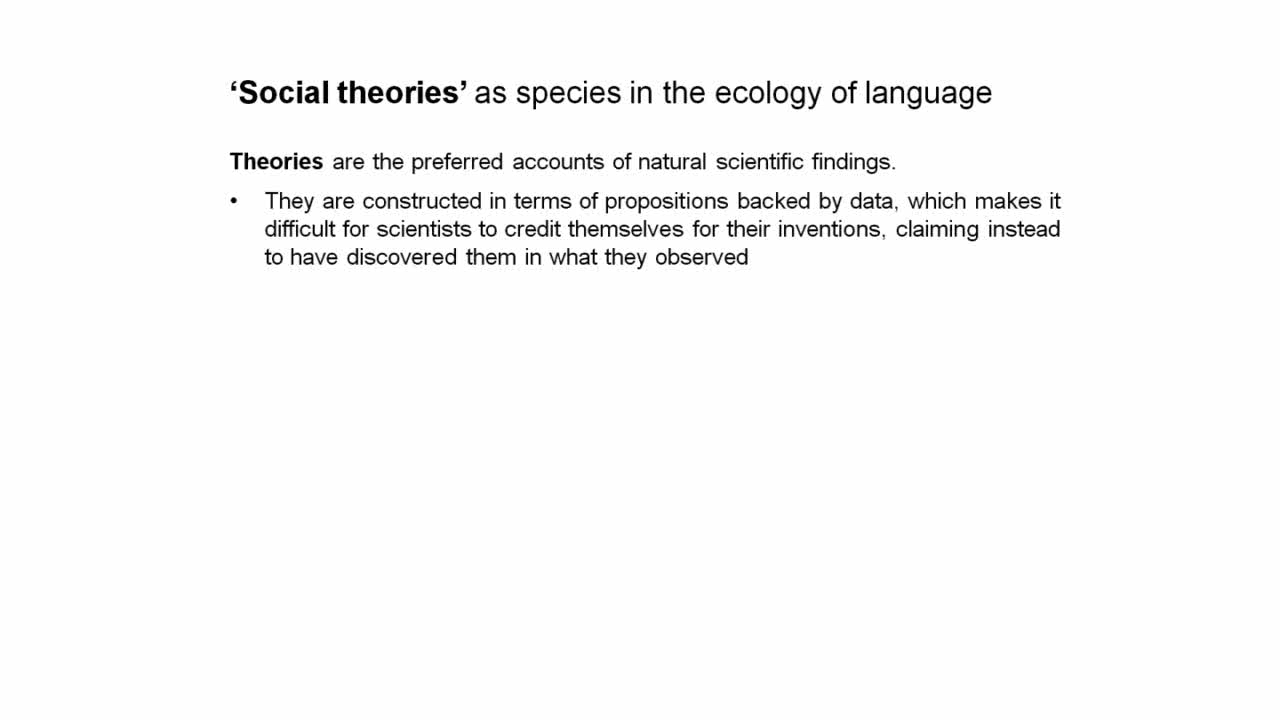 ‘Social theories’ as species in the ecology of language
Theories are the preferred accounts of natural scientific findings.
• They are constructed in terms of propositions backed by data, which makes it
difficult for scientists to credit themselves for their inventions, claiming instead
to have discovered them in what they observed